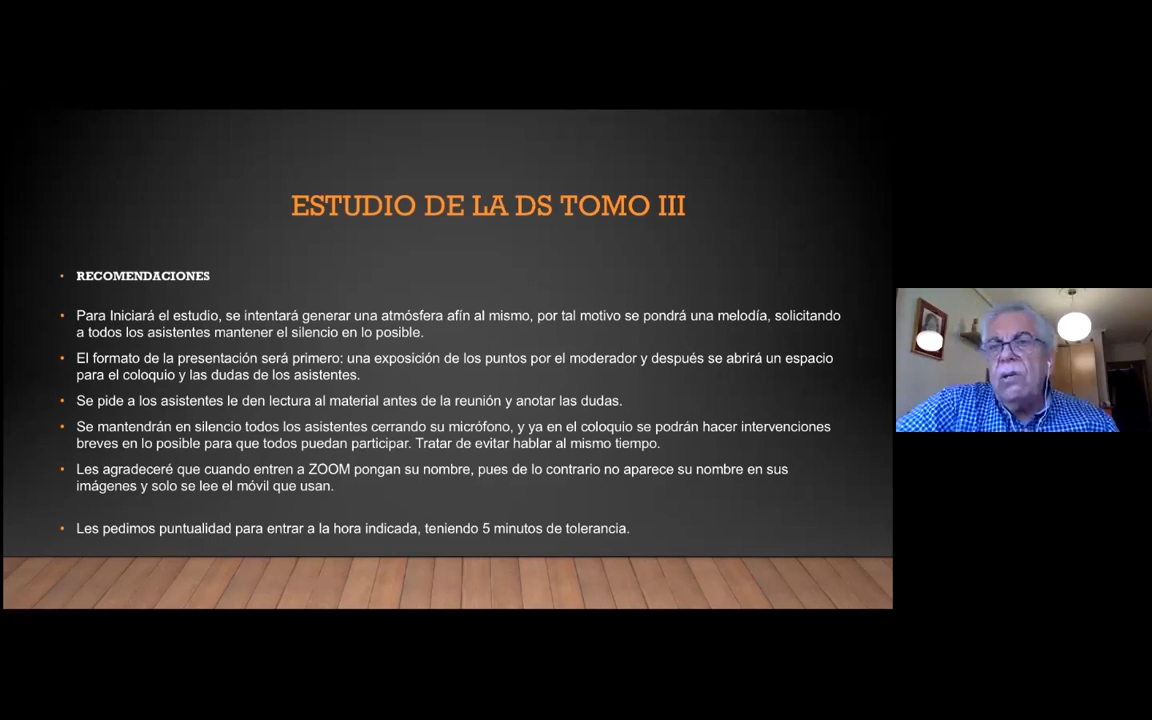 ESTUDIO DE LA DS TOMO III
• RECOMENDACIONES
• Para Iniciará el estudio, se intentará generar una atmósfera afín al mismo, por tal motivo se pondrá una melodía, solicitando
a todos los asistentes mantener el silencio en lo posible.
• El formato de la presentación será primero: una exposición de los puntos por el moderador y después se abrirá un espacio
para el coloquio y las dudas de los asistentes.
• Se pide a los asistentes le den lectura al material antes de la reunión y anotar las dudas.
• Se mantendrán en silencio todos los asistentes cerrando su micrófono, y ya en el coloquio se podrán hacer intervenciones
breves en lo posible para que todos puedan participar. Tratar de evitar hablar al mismo tiempo.
• Les agradeceré que cuando entren a ZOOM pongan su nombre, pues de lo contrario no aparece su nombre en sus
imágenes y solo se lee el móvil que usan.
• Les pedimos puntualidad para entrar a la hora indicada, teniendo 5 minutos de tolerancia.